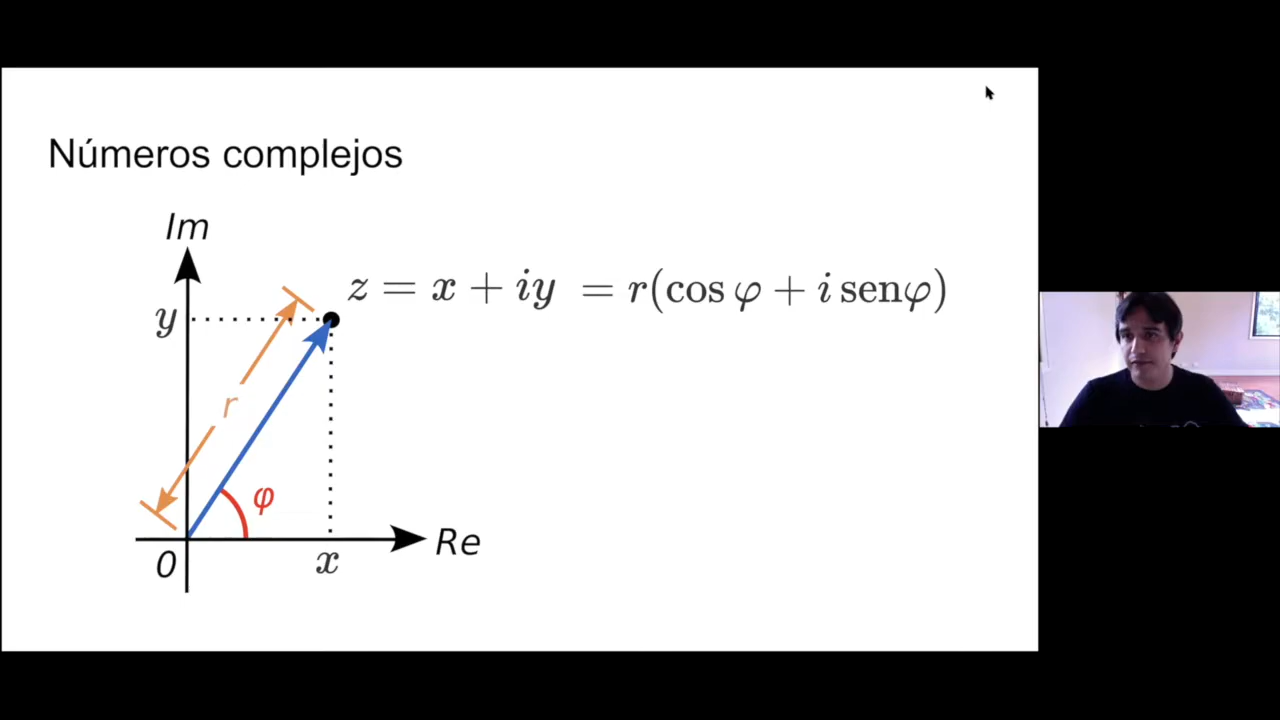 Números complejos
Im
z = x + iy = r(cos φ + i senφ)
y
r
φ
Re
0
x